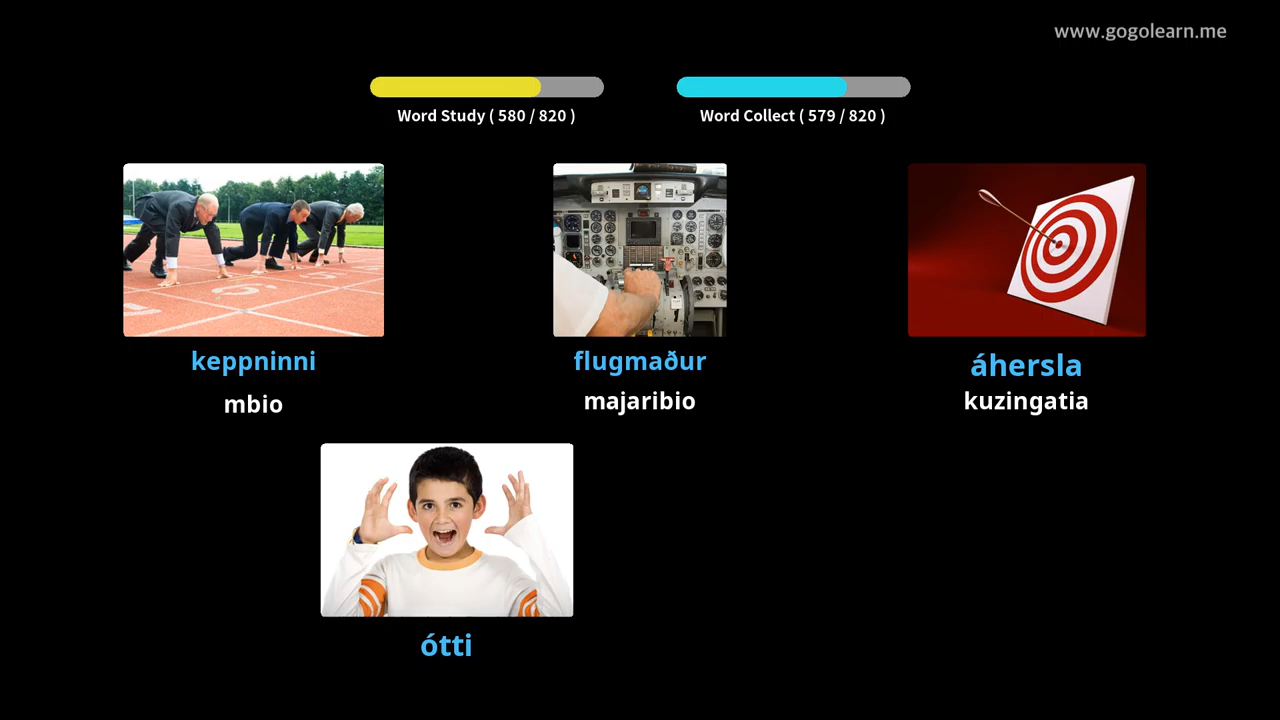 www.gogolearn.me
Word Study ( 580 / 820 )
Word Collect ( 579 / 820 )
keppninni
mbio
flugmaður
majaribio
áhersla
kuzingatia
ótti